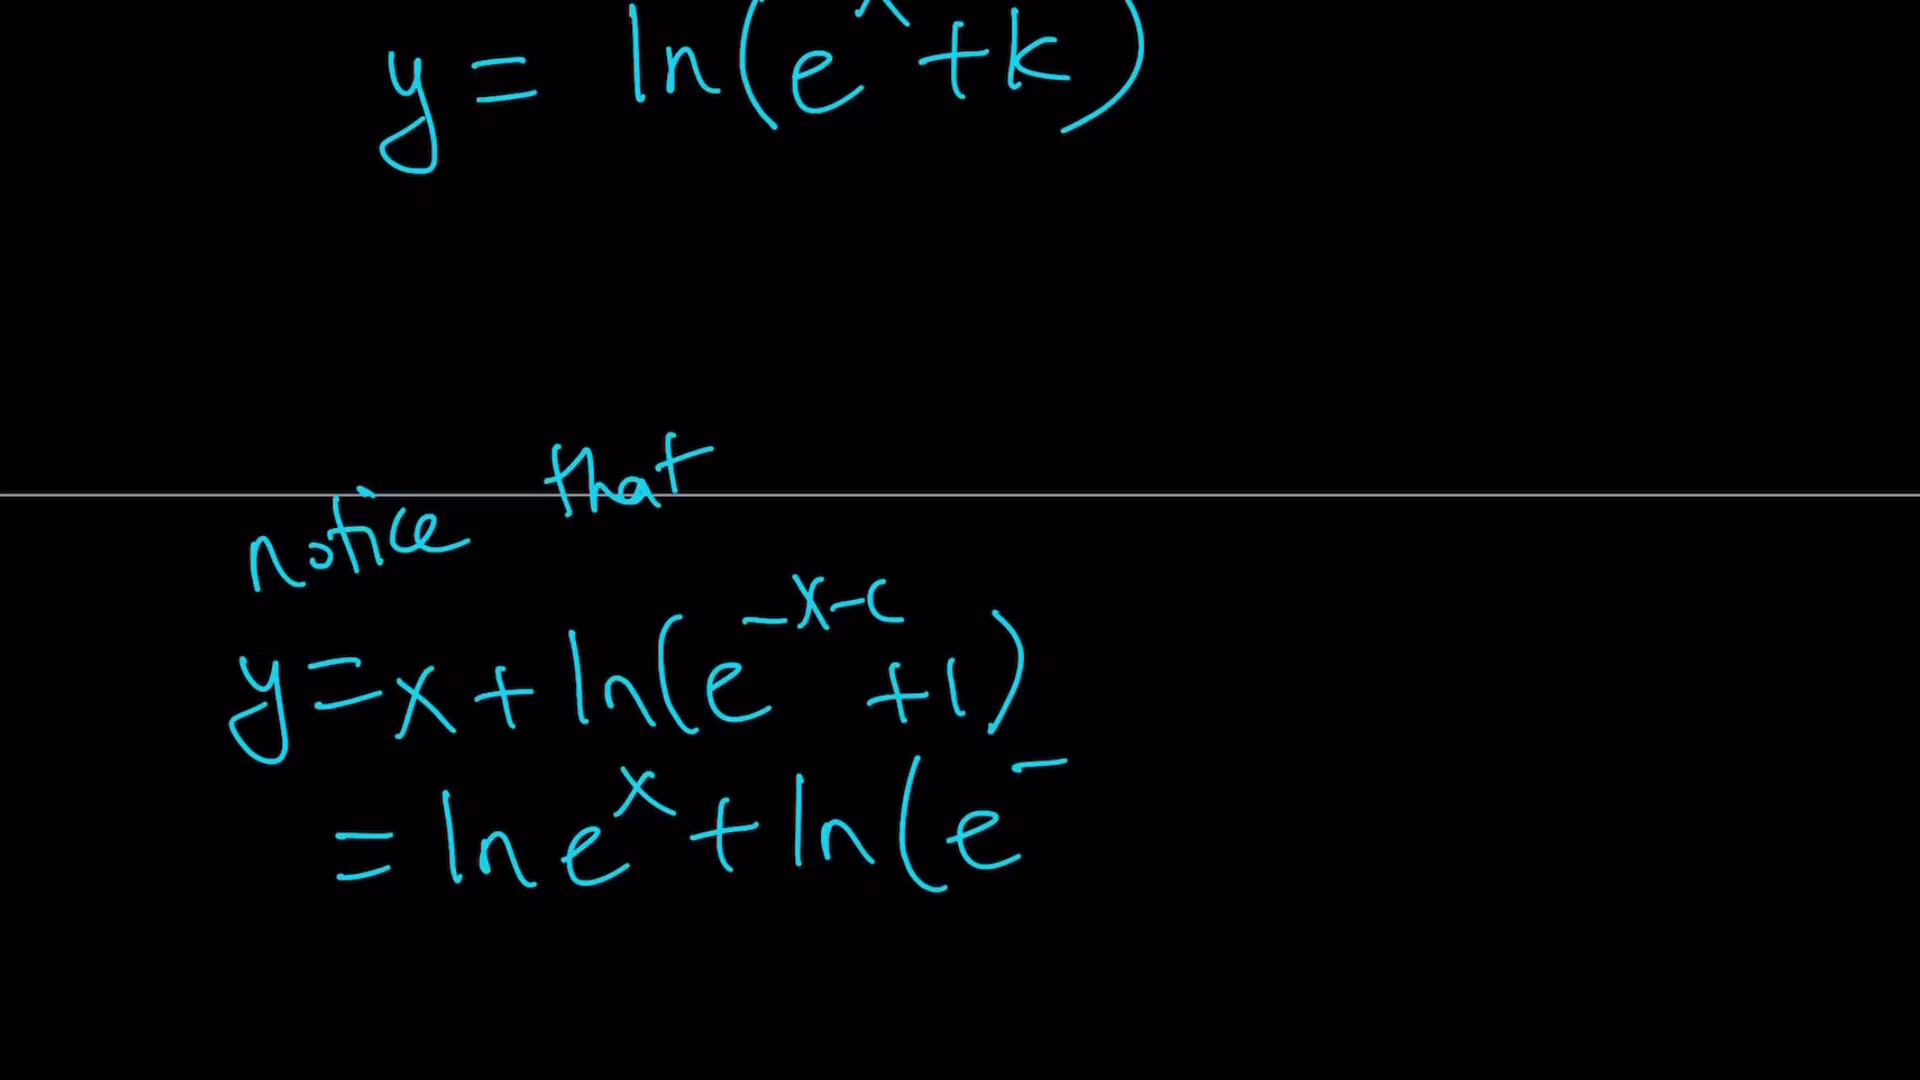 y = ln(e^x + k)
notice that
y = x + ln(e^{-x-c} + 1)
= ln e^x + ln(e^-